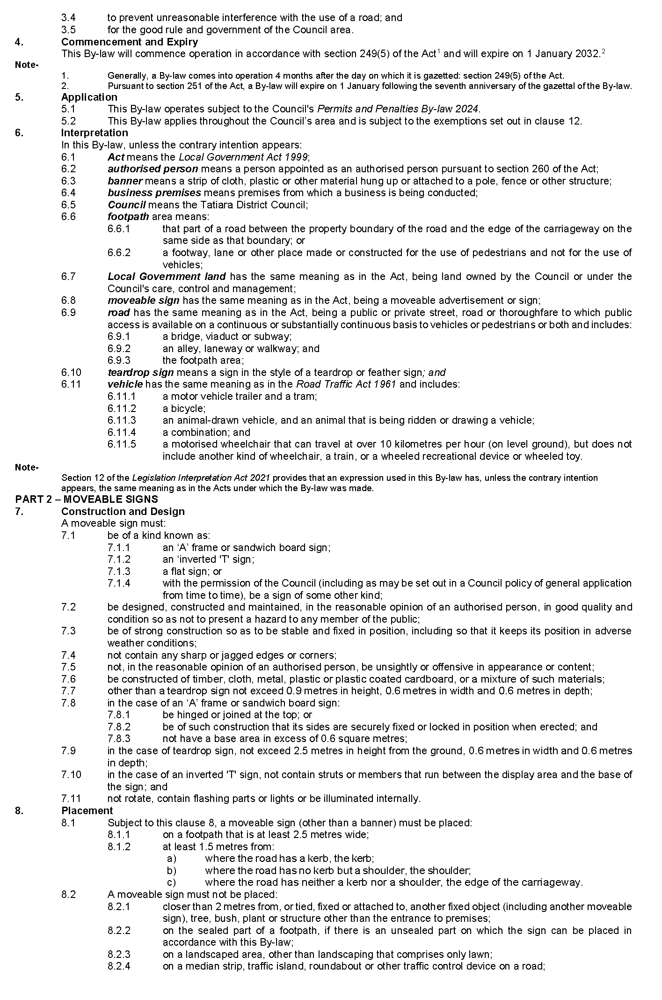 3.4 to prevent unreasonable interference with the use of a road; and
3.5 for the good rule and government of the Council area.
4. Commencement and Expiry
This By-law will commence operation in accordance with section 249(5) of the Act1 and will expire on 1 January 2032.2
Note-
1. Generally, a By-law comes into operation 4 months after the day on which it is gazetted: section 249(5) of the Act.
2. Pursuant to section 251 of the Act, a By-law will expire on 1 January following the seventh anniversary of the gazettal of the By-law.
5. Application
5.1 This By-law operates subject to the Council's Permits and Penalties By-law 2024.
5.2 This By-law applies throughout the Council’s area and is subject to the exemptions set out in clause 12.
6. Interpretation
In this By-law, unless the contrary intention appears:
6.1 Act means the Local Government Act 1999;
6.2 authorised person means a person appointed as an authorised person pursuant to section 260 of the Act;
6.3 banner means a strip of cloth, plastic or other material hung up or attached to a pole, fence or other structure;
6.4 business premises means premises from which a business is being conducted;
6.5 Council means the Tatiara District Council;
6.6 footpath area means:
6.6.1 that part of a road between the property boundary of the road and the edge of the carriageway on the
same side as that boundary; or
6.6.2 a footway, lane or other place made or constructed for the use of pedestrians and not for the use of
vehicles;
6.7 Local Government land has the same meaning as in the Act, being land owned by the Council or under the
Council's care, control and management;
6.8 moveable sign has the same meaning as in the Act, being a moveable advertisement or sign;
6.9 road has the same meaning as in the Act, being a public or private street, road or thoroughfare to which public
access is available on a continuous or substantially continuous basis to vehicles or pedestrians or both and includes:
6.9.1 a bridge, viaduct or subway;
6.9.2 an alley, laneway or walkway; and
6.9.3 the footpath area;
6.10 teardrop sign means a sign in the style of a teardrop or feather sign; and
6.11 vehicle has the same meaning as in the Road Traffic Act 1961 and includes:
6.11.1 a motor vehicle trailer and a tram;
6.11.2 a bicycle;
6.11.3 an animal-drawn vehicle, and an animal that is being ridden or drawing a vehicle;
6.11.4 a combination; and
6.11.5 a motorised wheelchair that can travel at over 10 kilometres per hour (on level ground), but does not
include another kind of wheelchair, a train, or a wheeled recreational device or wheeled toy.
Note-
Section 12 of the Legislation Interpretation Act 2021 provides that an expression used in this By-law has, unless the contrary intention
appears, the same meaning as in the Acts under which the By-law was made.
PART 2 – MOVEABLE SIGNS
7. Construction and Design
A moveable sign must:
7.1 be of a kind known as:
7.1.1 an ‘A’ frame or sandwich board sign;
7.1.2 an ‘inverted 'T' sign;
7.1.3 a flat sign; or
7.1.4 with the permission of the Council (including as may be set out in a Council policy of general application
from time to time), be a sign of some other kind;
7.2 be designed, constructed and maintained, in the reasonable opinion of an authorised person, in good quality and
condition so as not to present a hazard to any member of the public;
7.3 be of strong construction so as to be stable and fixed in position, including so that it keeps its position in adverse
weather conditions;
7.4 not contain any sharp or jagged edges or corners;
7.5 not, in the reasonable opinion of an authorised person, be unsightly or offensive in appearance or content;
7.6 be constructed of timber, cloth, metal, plastic or plastic coated cardboard, or a mixture of such materials;
7.7 other than a teardrop sign not exceed 0.9 metres in height, 0.6 metres in width and 0.6 metres in depth;
7.8 in the case of an ‘A’ frame or sandwich board sign:
7.8.1 be hinged or joined at the top; or
7.8.2 be of such construction that its sides are securely fixed or locked in position when erected; and
7.8.3 not have a base area in excess of 0.6 square metres;
7.9 in the case of teardrop sign, not exceed 2.5 metres in height from the ground, 0.6 metres in width and 0.6 metres
in depth;
7.10 in the case of an inverted 'T' sign, not contain struts or members that run between the display area and the base of
the sign; and
7.11 not rotate, contain flashing parts or lights or be illuminated internally.
8. Placement
8.1 Subject to this clause 8, a moveable sign (other than a banner) must be placed:
8.1.1 on a footpath that is at least 2.5 metres wide;
8.1.2 at least 1.5 metres from:
a) where the road has a kerb, the kerb;
b) where the road has no kerb but a shoulder, the shoulder;
c) where the road has neither a kerb nor a shoulder, the edge of the carriageway.
8.2 A moveable sign must not be placed:
8.2.1 closer than 2 metres from, or tied, fixed or attached to, another fixed object (including another moveable
sign), tree, bush, plant or structure other than the entrance to premises;
8.2.2 on the sealed part of a footpath, if there is an unsealed part on which the sign can be placed in
accordance with this By-law;
8.2.3 on a landscaped area, other than landscaping that comprises only lawn;
8.2.4 on a median strip, traffic island, roundabout or other traffic control device on a road;